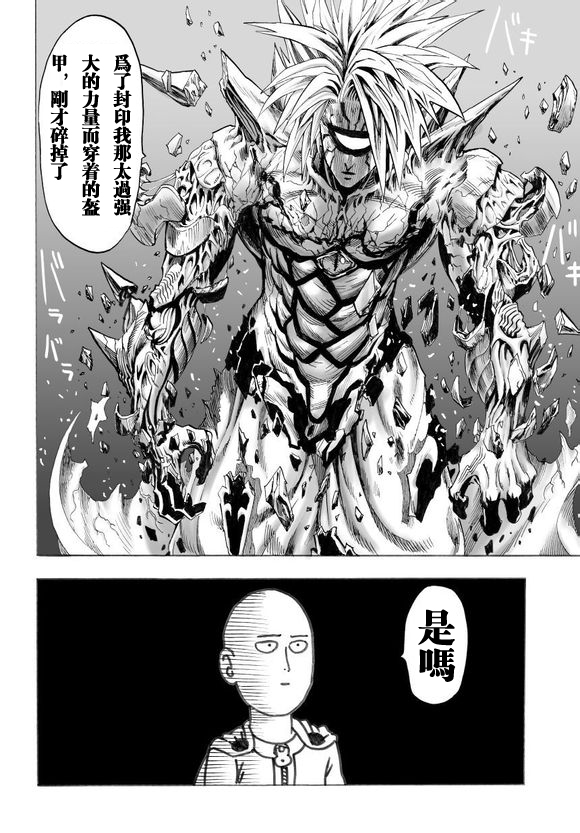 バキ
バキ
為了封印我那太過强
大的力量而穿着的盔
甲，剛才碎掉了
バラバラ
是嗎